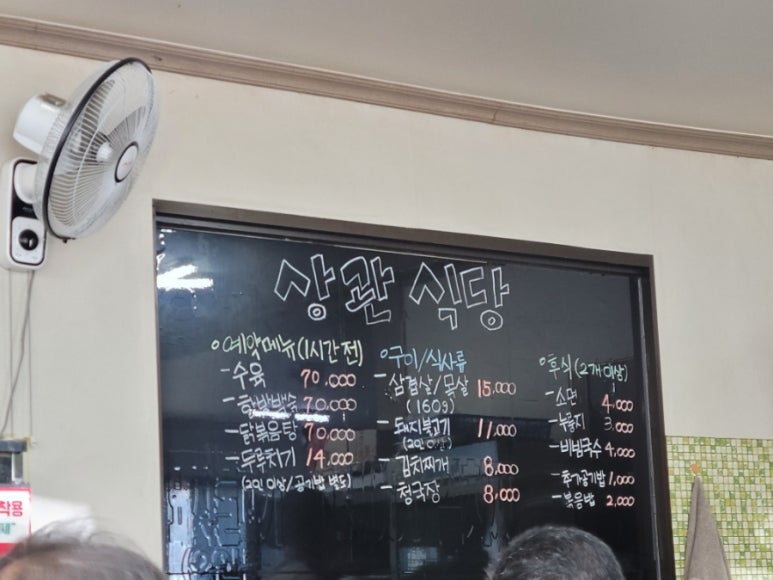 상관식당
○예약메뉴(1시간전)
- 수육 70,000
- 한방백숙 70,000
- 닭볶음탕 70,000
- 두루치기 14,000
(2인이상/공기밥 별도)
○구이/식사류
- 삼겹살/목살 15,000
(160g)
- 돼지불고기 11,000
(2인이상)
- 김치찌개 8,000
- 청국장 8,000
○후식(2개이상)
- 소면 4,000
- 누룽지 3,000
- 비빔국수 4,000
- 추가공기밥 1,000
- 볶음밥 2,000
작용